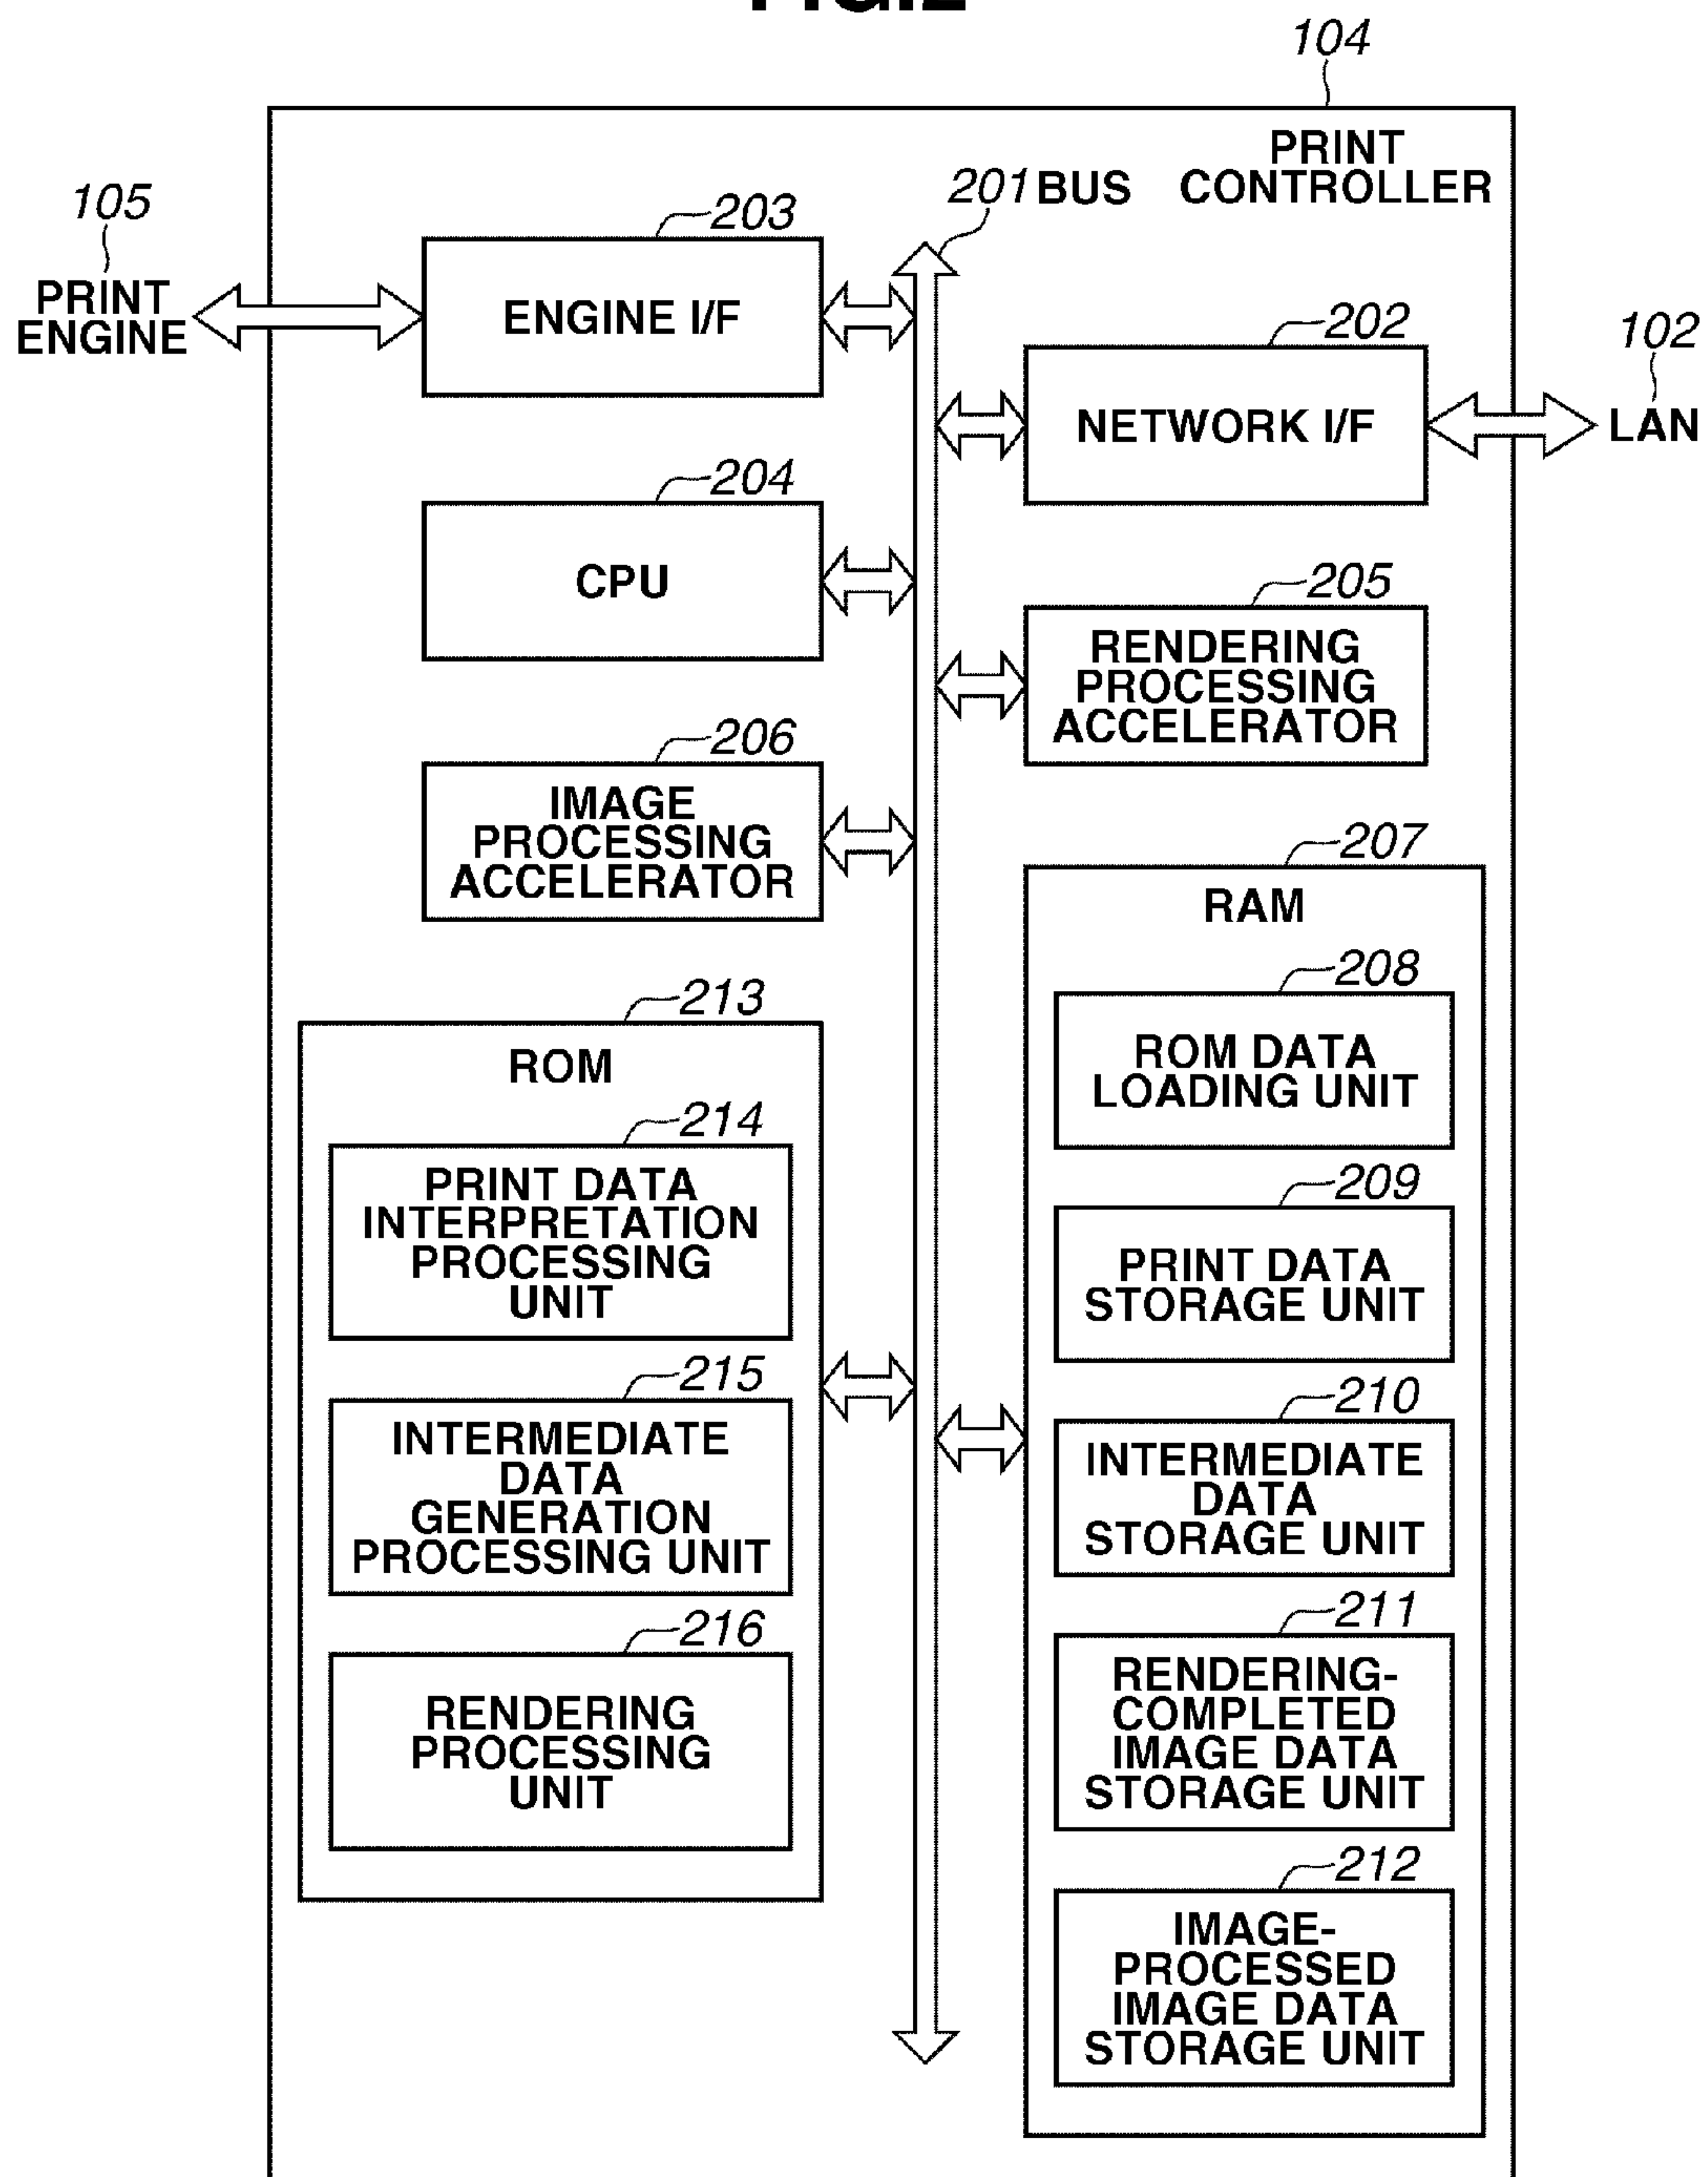 104
PRINT
CONTROLLER
201 BUS
105
PRINT
ENGINE
203
ENGINE I/F
202
NETWORK I/F
102
LAN
204
CPU
205
RENDERING
PROCESSING
ACCELERATOR
206
IMAGE
PROCESSING
ACCELERATOR
207
RAM
208
ROM DATA
LOADING UNIT
209
PRINT DATA
STORAGE UNIT
210
INTERMEDIATE
DATA
STORAGE UNIT
211
RENDERING-
COMPLETED
IMAGE DATA
STORAGE UNIT
212
IMAGE-
PROCESSED
IMAGE DATA
STORAGE UNIT
213
ROM
214
PRINT DATA
INTERPRETATION
PROCESSING
UNIT
215
INTERMEDIATE
DATA
GENERATION
PROCESSING UNIT
216
RENDERING
PROCESSING
UNIT